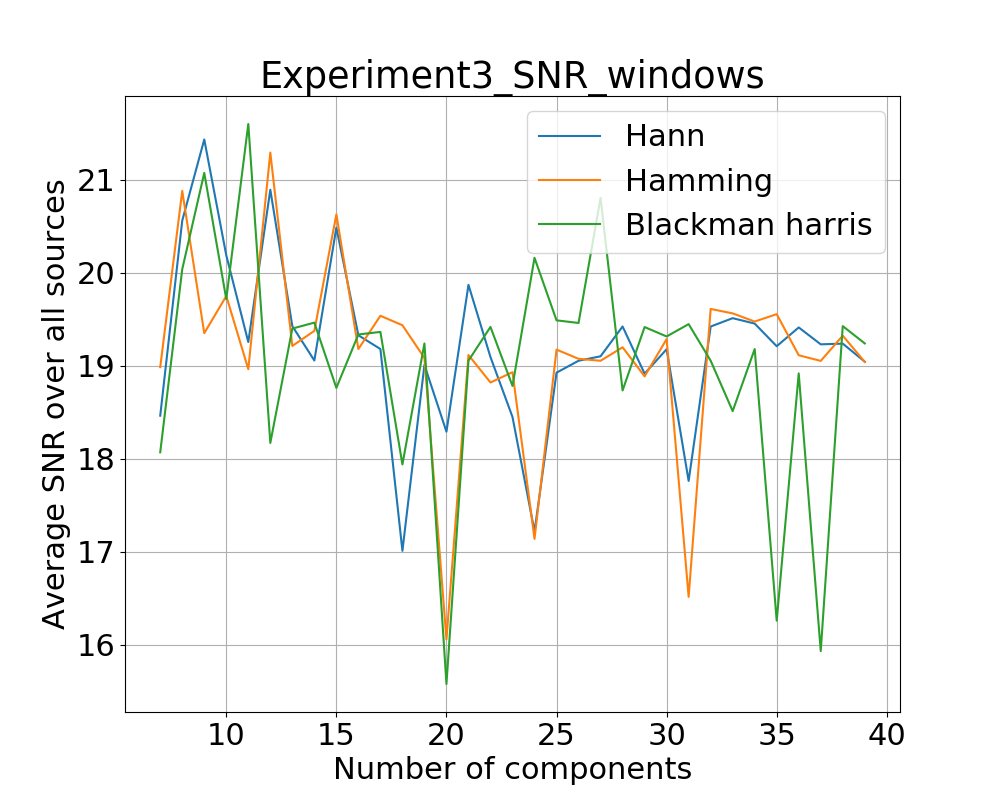 Experiment3_SNR_windows
Hann
Hamming
Blackman harris
Average SNR over all sources
21
20
19
18
17
16
10 15 20 25 30 35 40
Number of components